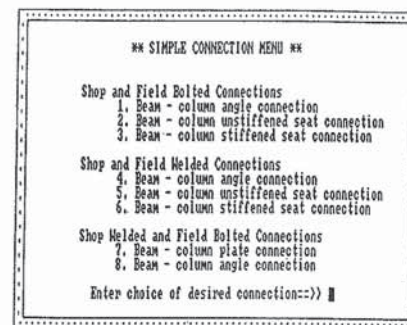 ** SIMPLE CONNECTION MENU **
Shop and Field Bolted Connections
1. Beam - column angle connection
2. Beam - column unstiffened seat connection
3. Beam - column stiffened seat connection
Shop and Field Welded Connections
4. Beam - column angle connection
5. Beam - column unstiffened seat connection
6. Beam - column stiffened seat connection
Shop Welded and Field Bolted Connections
7. Beam - column plate connection
8. Beam - column angle connection
Enter choice of desired connection==>>